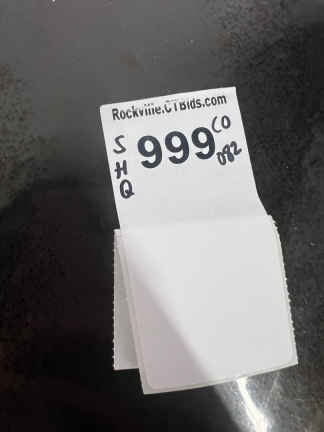 Rockville.CTBids.com
S H Q
999
CO
082